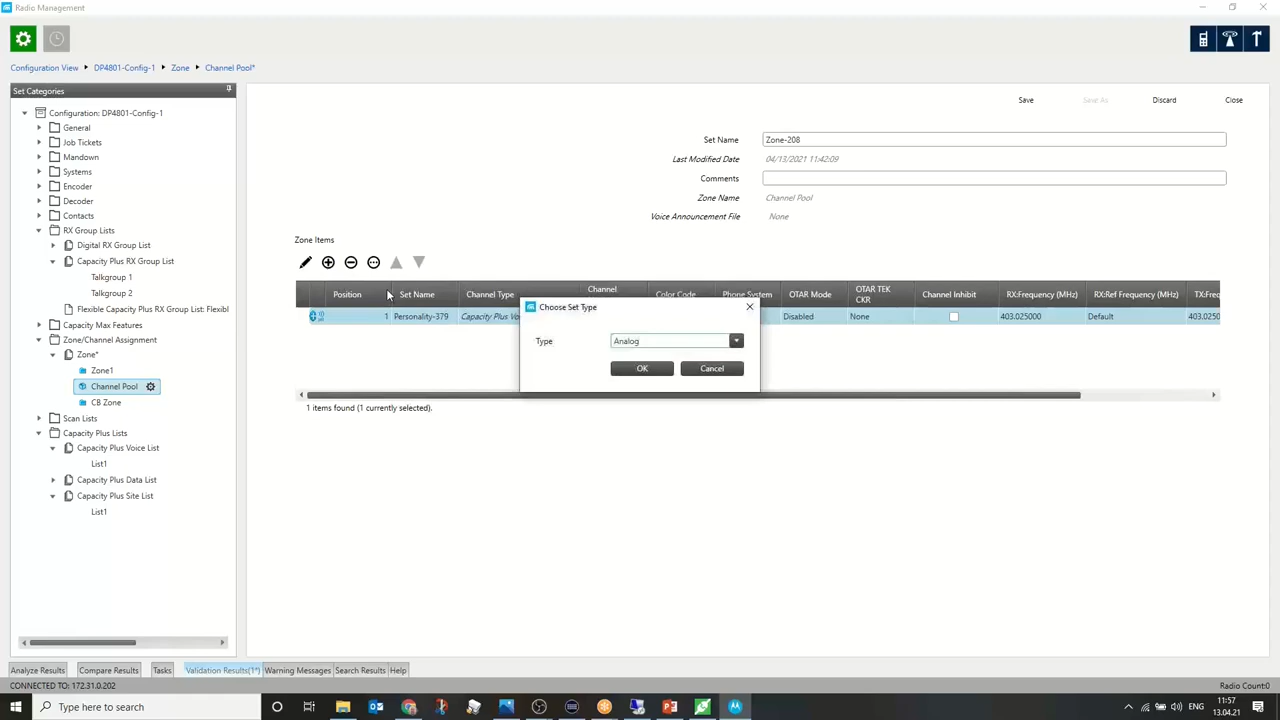 Radio Management
Configuration View DP4801-Config-1 Zone Channel Pool*
Set Categories
Configuration: DP4801-Config-1
General
Job Tickets
Mandown
Systems
Encoder
Decoder
Contacts
RX Group Lists
Digital RX Group List
Capacity Plus RX Group List
Talkgroup 1
Talkgroup 2
Flexible Capacity Plus RX Group List: Flexibl
Capacity Max Features
Zone/Channel Assignment
Zone*
Zone1
Channel Pool
CB Zone
Scan Lists
Capacity Plus Lists
Capacity Plus Voice List
List1
Capacity Plus Data List
Capacity Plus Site List
List1
Save Save As Discard Close
Set Name Zone-208
Last Modified Date 04/13/2021 11:42:09
Comments
Zone Name Channel Pool
Voice Announcement File None
Zone Items
Position Set Name Channel Type Channel Color Code Phone System OTAR Mode OTAR TEK CKR Channel Inhibit RX:Frequency (MHz) RX:Ref Frequency (MHz) TX:Freq
1 Personality-379 Capacity Plus Vo Disabled None 403.025000 Default 403.025000
Choose Set Type
Type Analog
OK Cancel
1 items found (1 currently selected).
Analyze Results Compare Results Tasks Validation Results(1*) Warning Messages Search Results Help
CONNECTED TO: 172.31.0.202 Radio Count:0
Type here to search
ENG
11:57
13.04.21